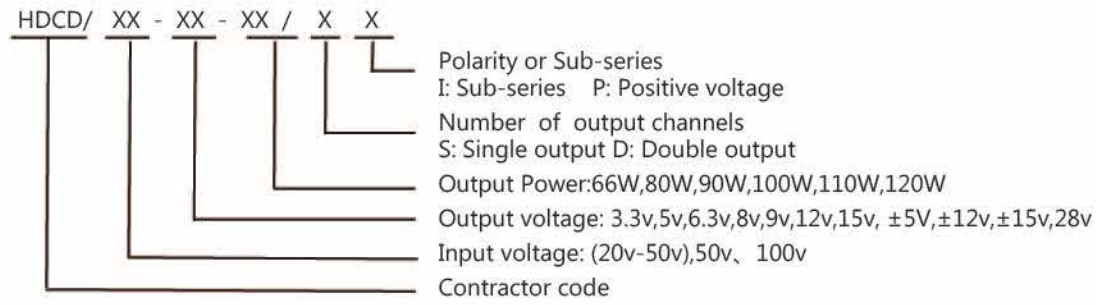 HDCD/ XX - XX - XX / X X
Polarity or Sub-series
I: Sub-series P: Positive voltage
Number of output channels
S: Single output D: Double output
Output Power:66W,80W,90W,100W,110W,120W
Output voltage: 3.3v,5v,6.3v,8v,9v,12v,15v, ±5V,±12v,±15v,28v
Input voltage: (20v-50v),50v、 100v
Contractor code